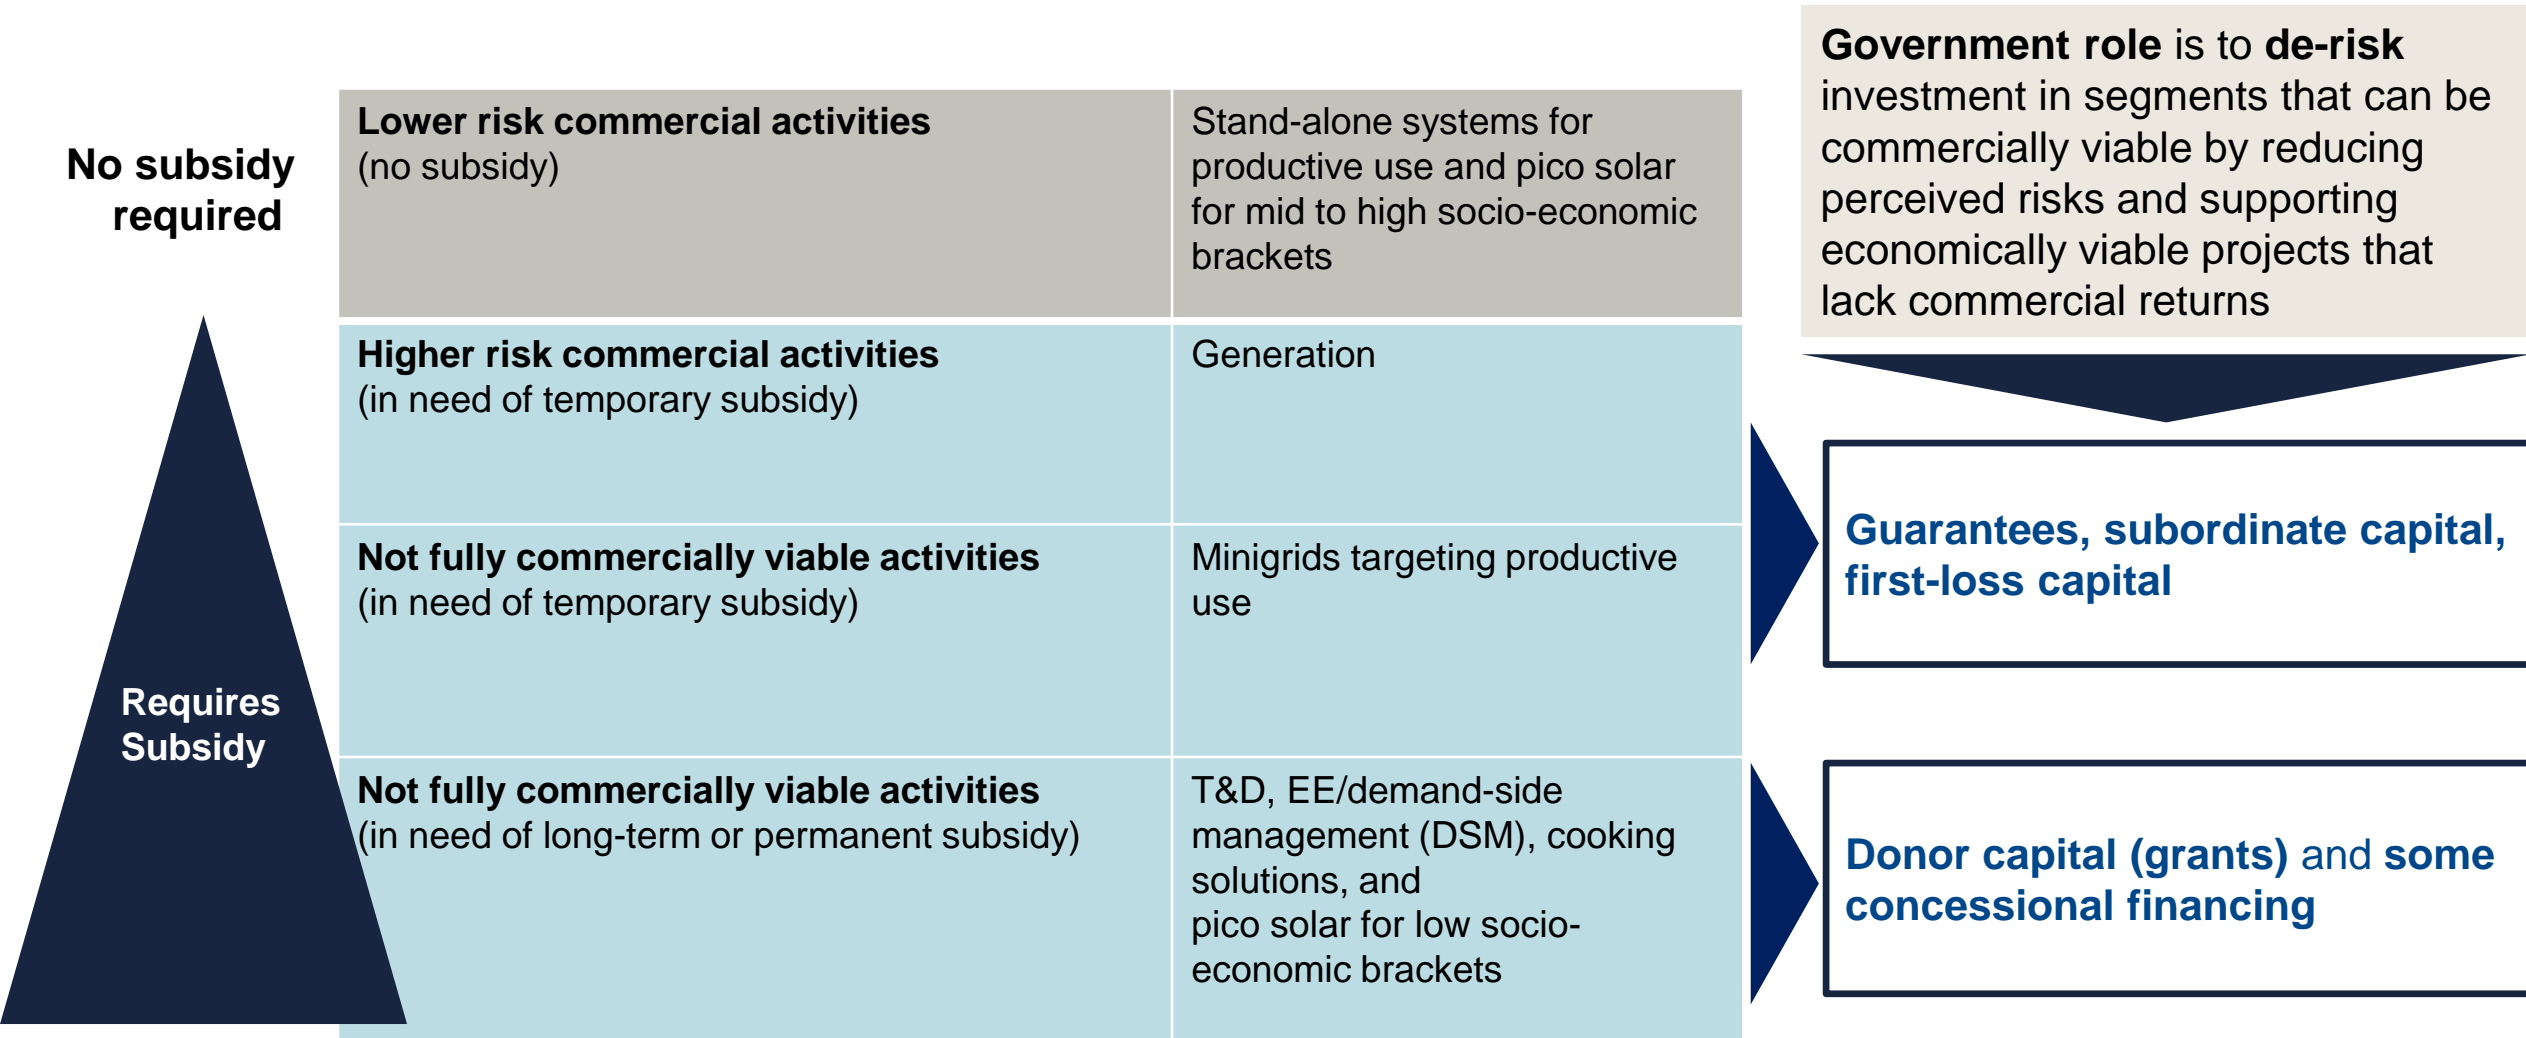 No subsidy
required
Lower risk commercial activities
(no subsidy)
Stand-alone systems for
productive use and pico solar
for mid to high socio-economic
brackets
Higher risk commercial activities
(in need of temporary subsidy)
Generation
Not fully commercially viable activities
(in need of temporary subsidy)
Minigrids targeting productive
use
Requires
Subsidy
Not fully commercially viable activities
(in need of long-term or permanent subsidy)
T&D, EE/demand-side
management (DSM), cooking
solutions, and
pico solar for low socio-
economic brackets
Government role is to de-risk
investment in segments that can be
commercially viable by reducing
perceived risks and supporting
economically viable projects that
lack commercial returns
Guarantees, subordinate capital,
first-loss capital
Donor capital (grants) and some
concessional financing